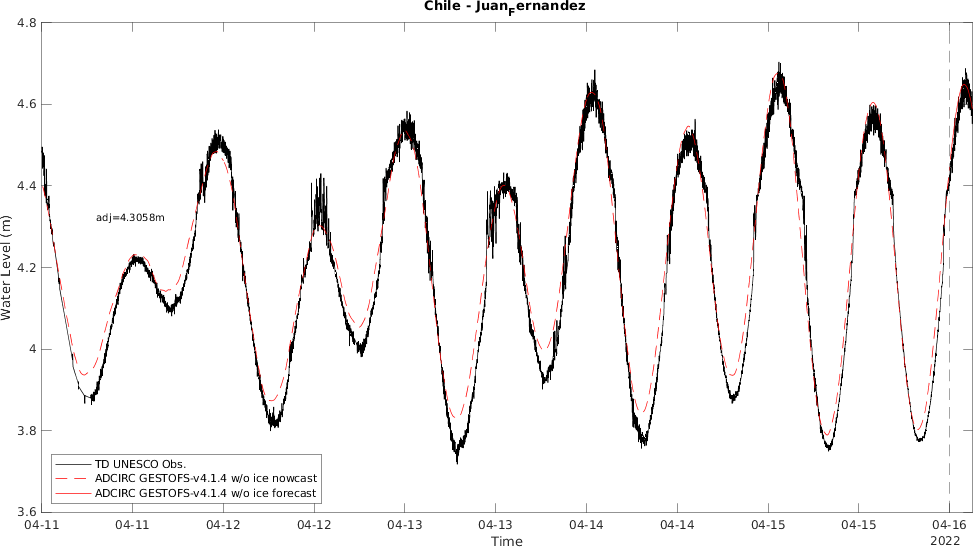 Chile - Juan_Fernandez
4.8
4.6
4.4
4.2
4
3.8
3.6
Water Level (m)
adj=4.3058m
TD UNESCO Obs.
ADCIRC GESTOFS-v4.1.4 w/o ice nowcast
ADCIRC GESTOFS-v4.1.4 w/o ice forecast
04-11 04-11 04-12 04-12 04-13 04-13 04-14 04-14 04-15 04-15 04-16
Time
2022